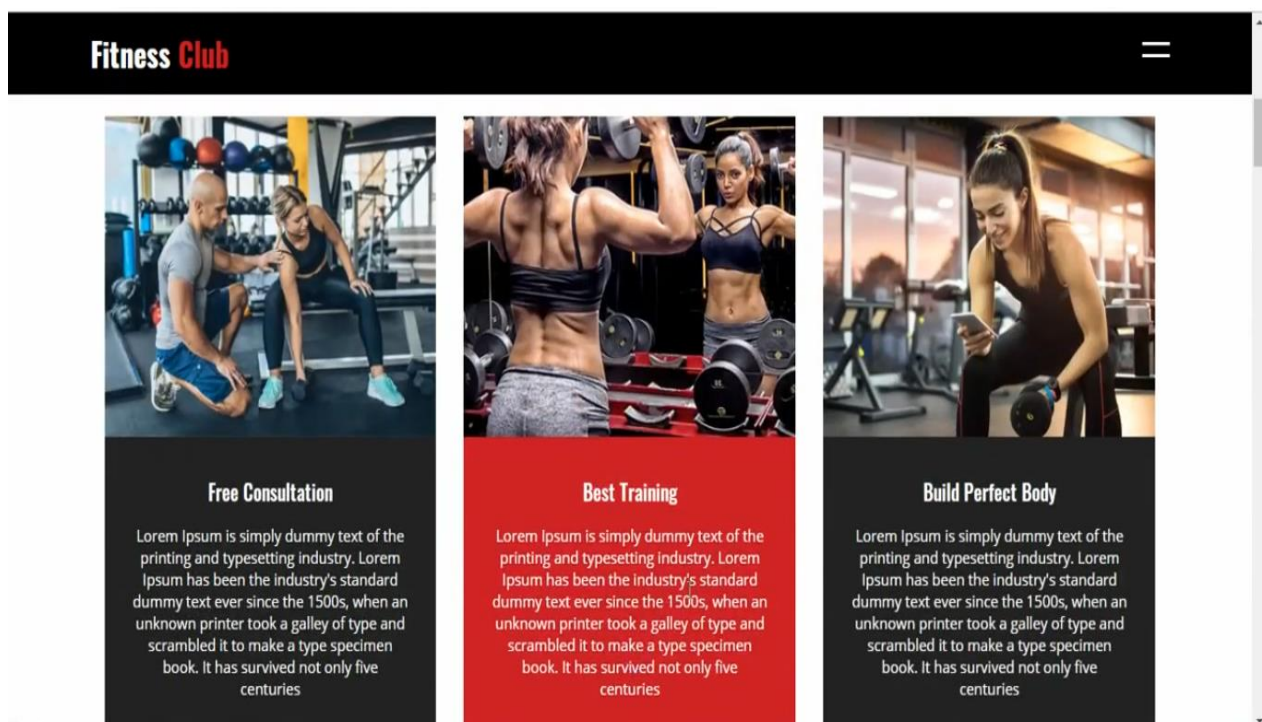 Fitness Club
Free Consultation
Lorem Ipsum is simply dummy text of the
printing and typesetting industry. Lorem
Ipsum has been the industry's standard
dummy text ever since the 1500s, when an
unknown printer took a galley of type and
scrambled it to make a type specimen
book. It has survived not only five
centuries
Best Training
Lorem Ipsum is simply dummy text of the
printing and typesetting industry. Lorem
Ipsum has been the industry's standard
dummy text ever since the 1500s, when an
unknown printer took a galley of type and
scrambled it to make a type specimen
book. It has survived not only five
centuries
Build Perfect Body
Lorem Ipsum is simply dummy text of the
printing and typesetting industry. Lorem
Ipsum has been the industry's standard
dummy text ever since the 1500s, when an
unknown printer took a galley of type and
scrambled it to make a type specimen
book. It has survived not only five
centuries